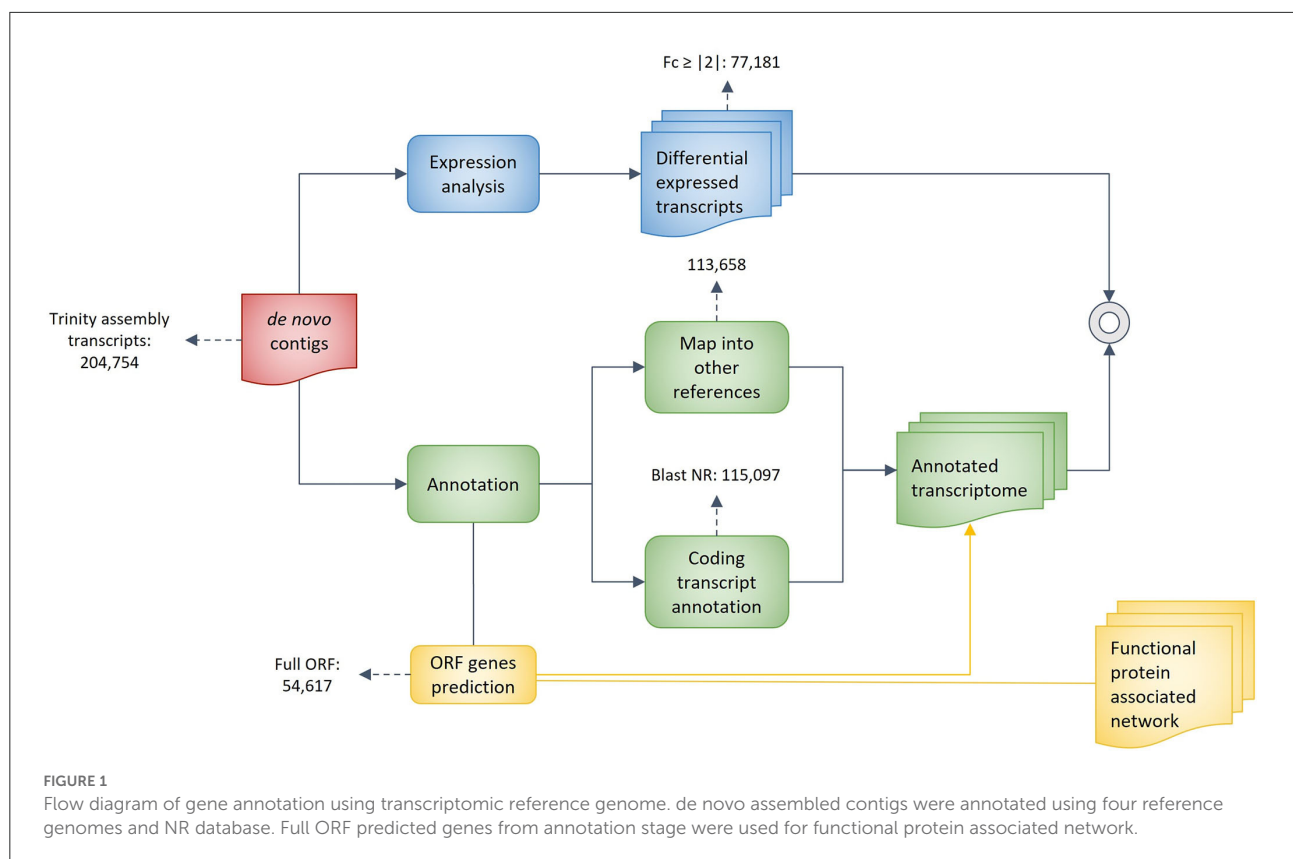 Fc ≥ |2|: 77,181
Expression
analysis
Differential
expressed
transcripts
113,658
Trinity assembly
transcripts:
204,754
de novo
contigs
Map into
other
references
Annotation
Blast NR: 115,097
Annotated
transcriptome
Coding
transcript
annotation
Full ORF:
54,617
ORF genes
prediction
Functional
protein
associated
network
FIGURE 1
Flow diagram of gene annotation using transcriptomic reference genome. de novo assembled contigs were annotated using four reference
genomes and NR database. Full ORF predicted genes from annotation stage were used for functional protein associated network.